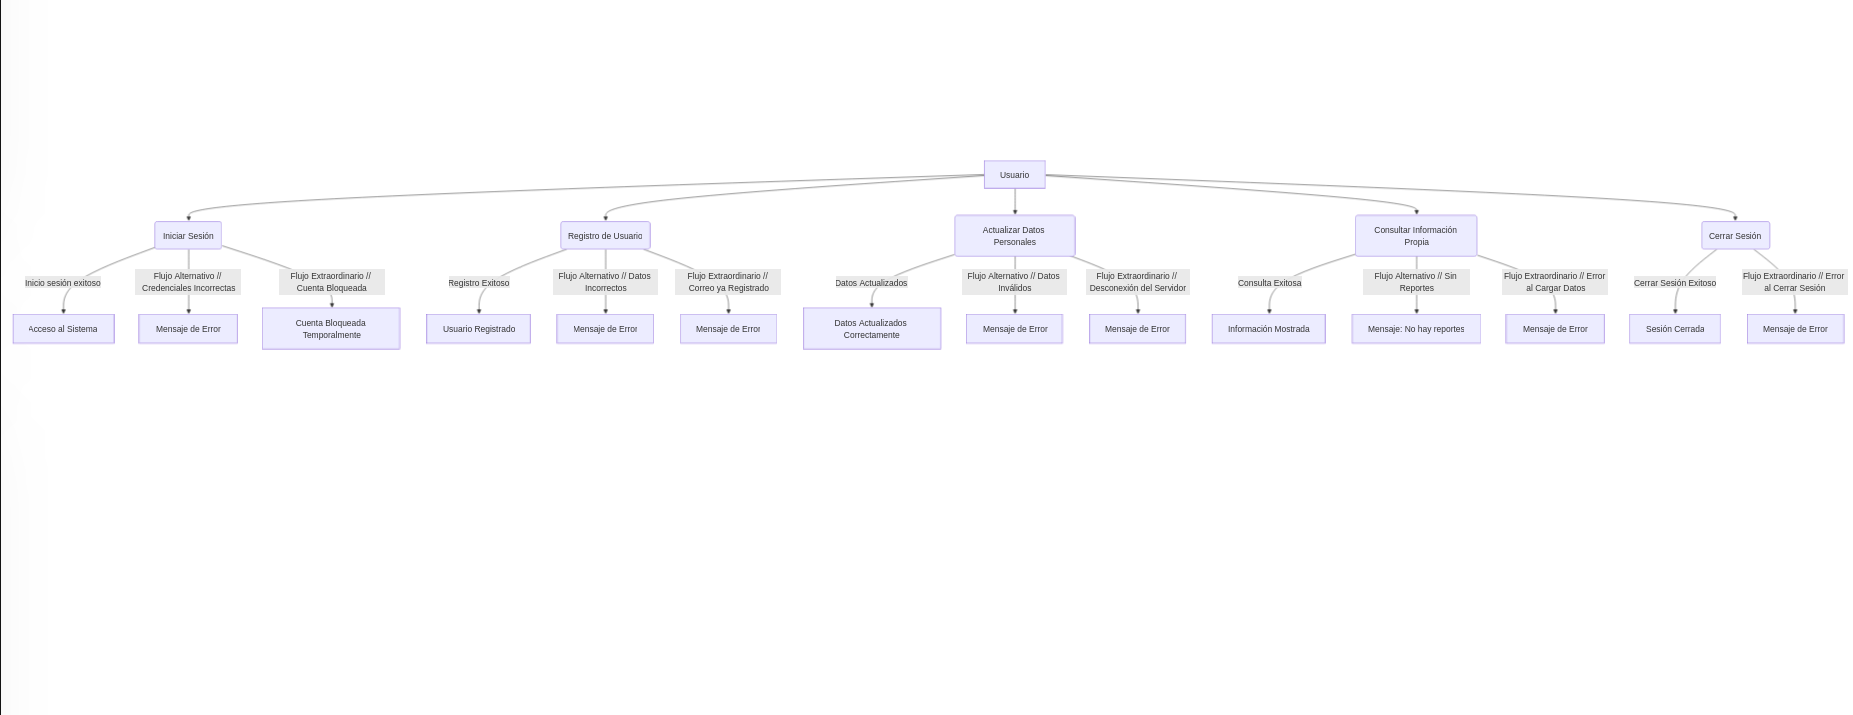 Usuario
Iniciar Sesión
Registro de Usuario
Actualizar Datos
Personales
Consultar Información
Propia
Cerrar Sesión
Inicio sesión exitoso
Flujo Alternativo //
Credenciales Incorrectas
Flujo Extraordinario //
Cuenta Bloqueada
Registro Exitoso
Flujo Alternativo // Datos
Incorrectos
Flujo Extraordinario //
Correo ya Registrado
Datos Actualizados
Flujo Alternativo // Datos
Inválidos
Flujo Extraordinario //
Desconexión del Servidor
Consulta Exitosa
Flujo Alternativo // Sin
Reportes
Flujo Extraordinario // Error
al Cargar Datos
Cerrar Sesión Exitoso
Flujo Extraordinario // Error
al Cerrar Sesión
Acceso al Sistema
Mensaje de Error
Cuenta Bloqueada
Temporalmente
Usuario Registrado
Mensaje de Error
Mensaje de Error
Datos Actualizados
Correctamente
Mensaje de Error
Mensaje de Error
Información Mostrada
Mensaje: No hay reportes
Mensaje de Error
Sesión Cerrada
Mensaje de Error